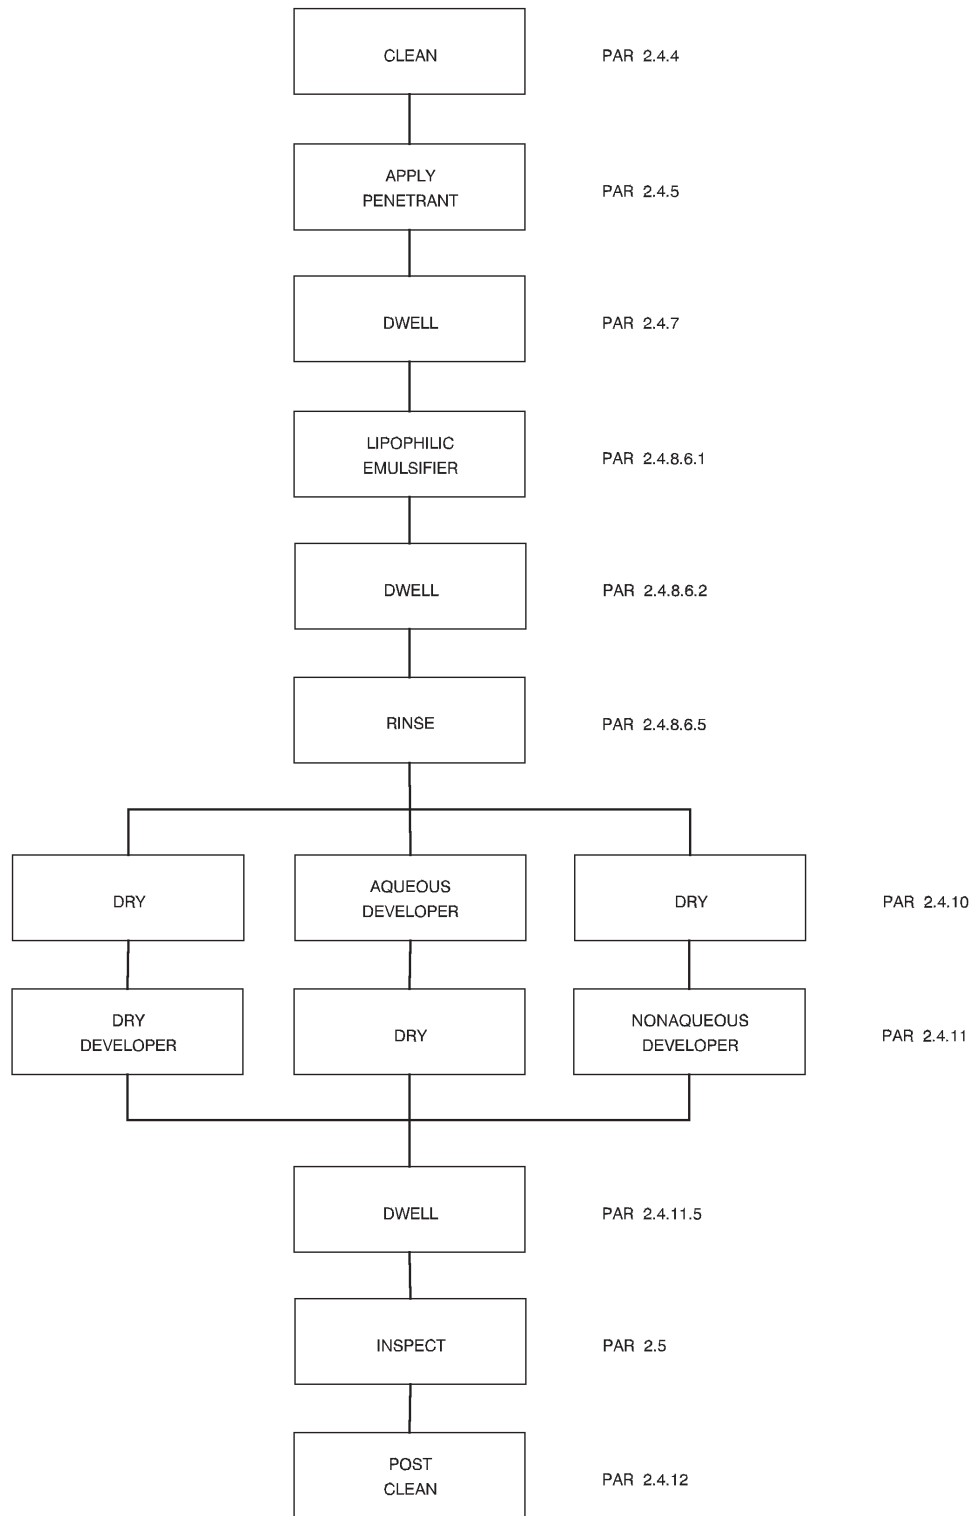 CLEAN
PAR 2.4.4
APPLY
PENETRANT
PAR 2.4.5
DWELL
PAR 2.4.7
LIPOPHILIC
EMULSIFIER
PAR 2.4.8.6.1
DWELL
PAR 2.4.8.6.2
RINSE
PAR 2.4.8.6.5
DRY
AQUEOUS
DEVELOPER
DRY
PAR 2.4.10
DRY
DEVELOPER
DRY
NONAQUEOUS
DEVELOPER
PAR 2.4.11
DWELL
PAR 2.4.11.5
INSPECT
PAR 2.5
POST
CLEAN
PAR 2.4.12